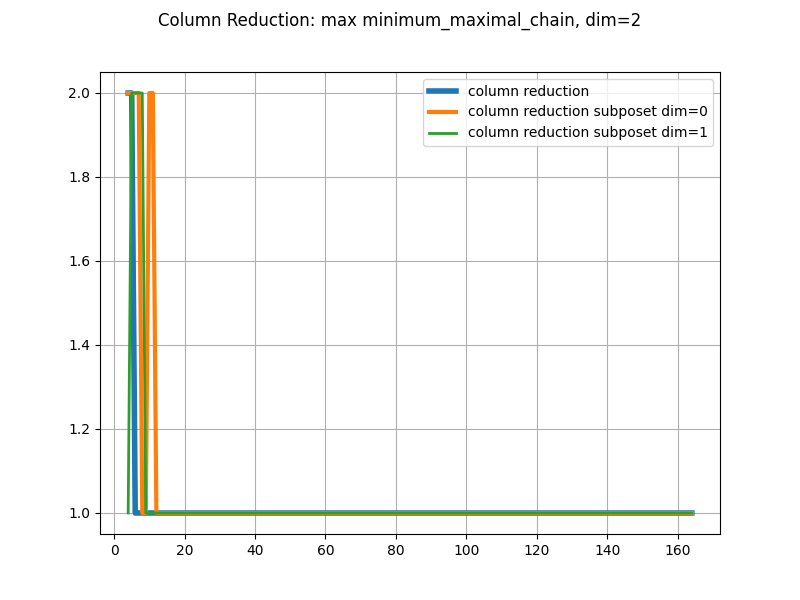 Column Reduction: max minimum_maximal_chain, dim=2
column reduction
column reduction subposet dim=0
column reduction subposet dim=1
2.0
1.8
1.6
1.4
1.2
1.0
0 20 40 60 80 100 120 140 160